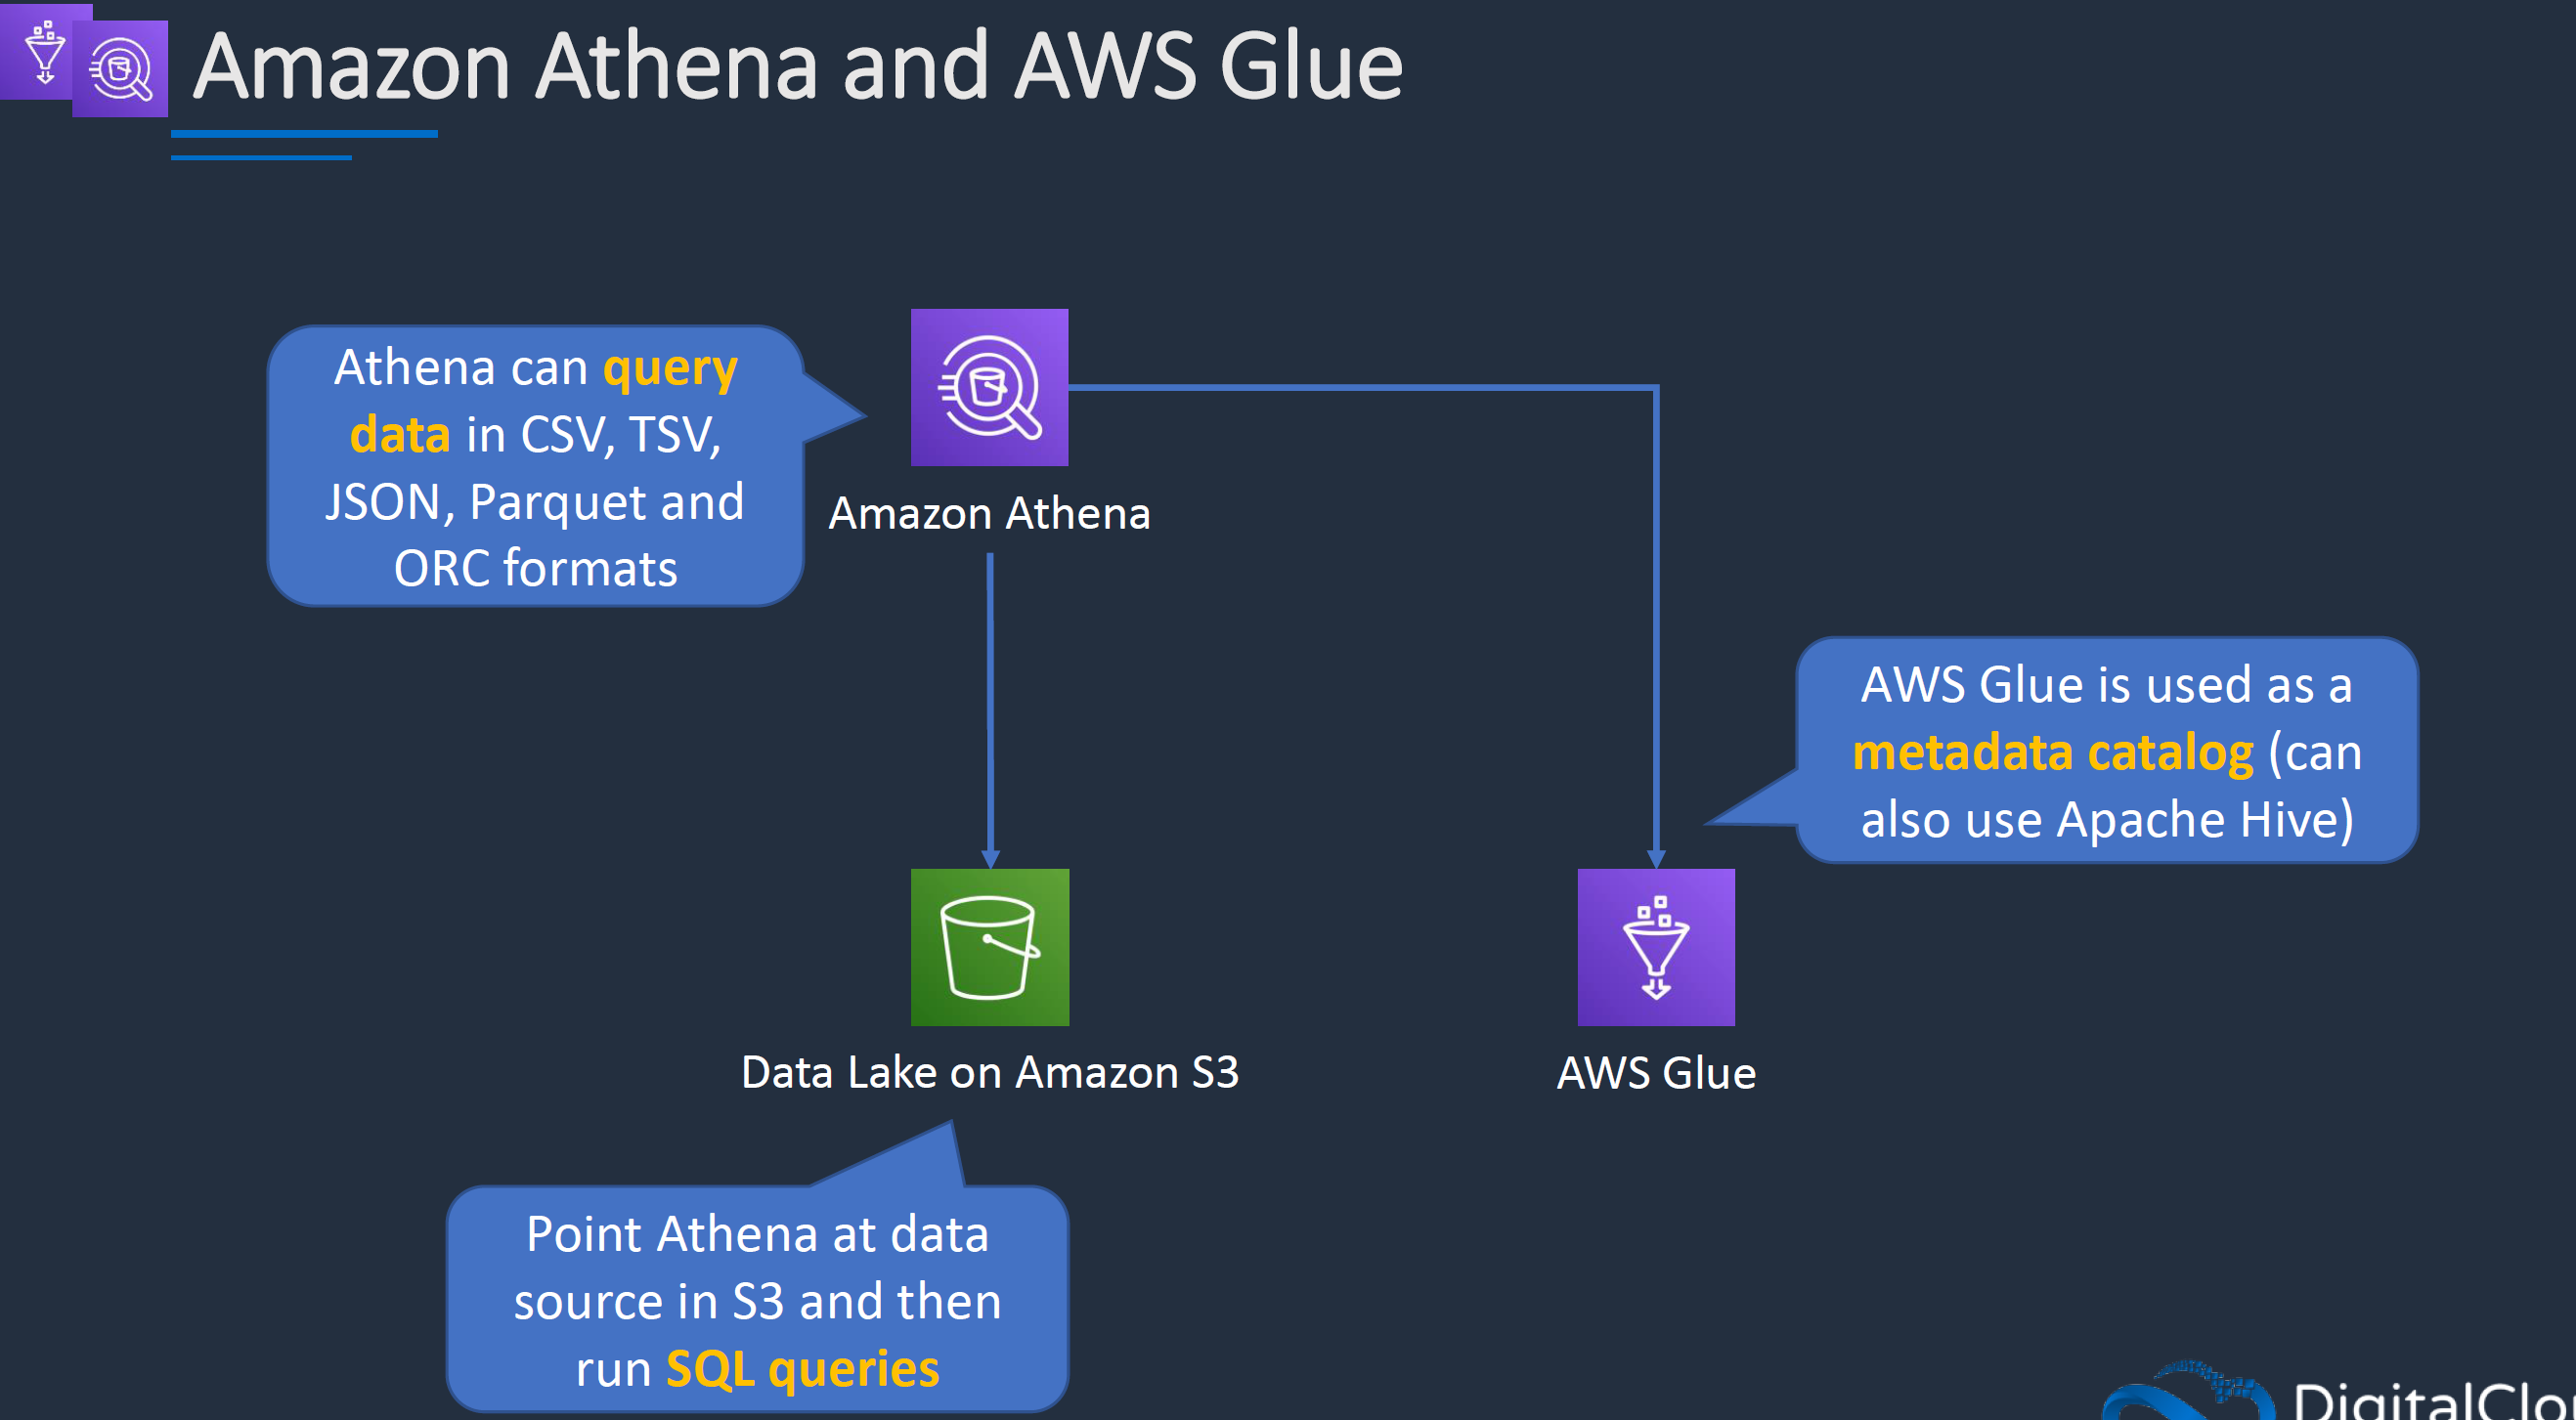 Amazon Athena and AWS Glue
Athena can query
data in CSV, TSV,
JSON, Parquet and
ORC formats
Amazon Athena
AWS Glue is used as a
metadata catalog (can
also use Apache Hive)
Data Lake on Amazon S3
AWS Glue
Point Athena at data
source in S3 and then
run SQL queries
DigitalClo